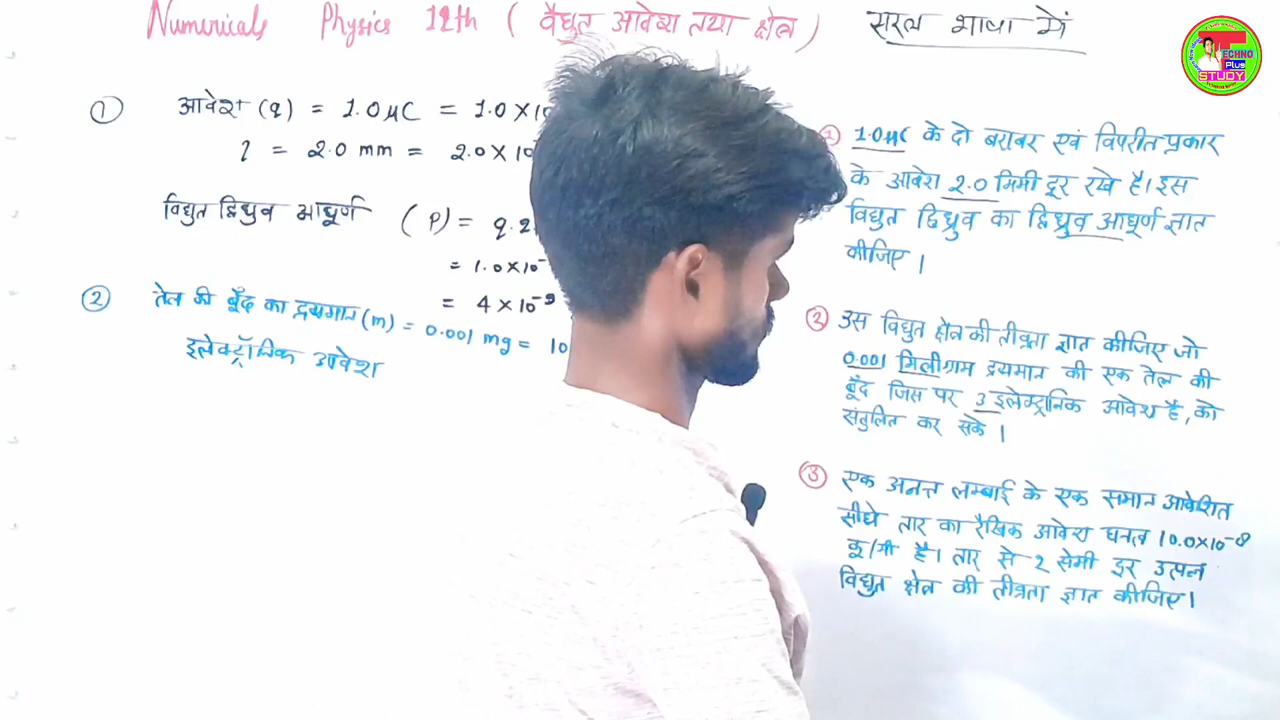 Numericals Physics 12th ( वैधुत आवेश तथा क्षेत्र ) सरल भाषा में
TECHNO
Plus
STUDY
① आवेश (q) = 1.0 μC = 1.0 × 10
l = 2.0 mm = 2.0 × 10
विद्युत द्विध्रुव आघूर्ण (p) = q.2
= 1.0 × 10⁻
= 4 × 10⁻⁹
② तेल की बूँद का द्रव्यमान (m) = 0.001 mg = 10
इलेक्ट्रॉनिक आवेश
① 1.0 μC के दो बराबर एवं विपरीत प्रकार
के आवेश 2.0 मिमी दूर रखे है। इस
विद्युत द्विध्रुव का द्विध्रुव आघूर्ण ज्ञात
कीजिए।
② उस विद्युत क्षेत्र की तीव्रता ज्ञात कीजिए जो
0.001 मिलीग्राम द्रव्यमान की एक तेल की
बूँद जिस पर 3 इलेक्ट्रानिक आवेश है, को
संतुलित कर सके।
③ एक अनन्त लम्बाई के एक समान आवेशित
सीधे तार का रैखिक आवेश घनत्व 10.0×10⁻⁸
कू/मी है। तार से 2 सेमी दूर उत्पन्न
विद्युत क्षेत्र की तीव्रता ज्ञात कीजिए।